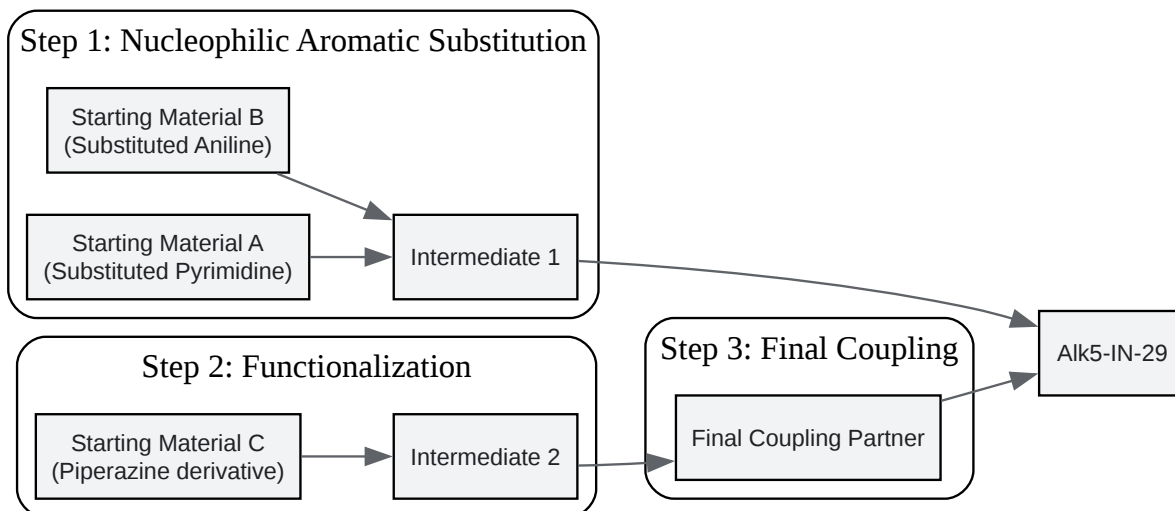 Step 1: Nucleophilic Aromatic Substitution
Starting Material B
(Substituted Aniline)
Starting Material A
(Substituted Pyrimidine)
Intermediate 1
Step 2: Functionalization
Starting Material C
(Piperazine derivative)
Intermediate 2
Step 3: Final Coupling
Final Coupling Partner
Alk5-IN-29